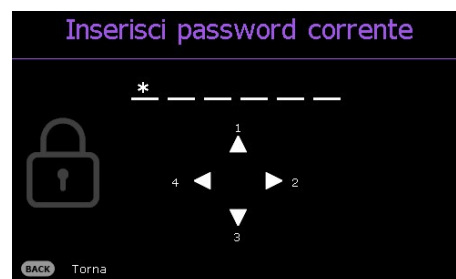 Inserisci password corrente
* _ _ _ _ _
1
4 2
3
BACK Torna